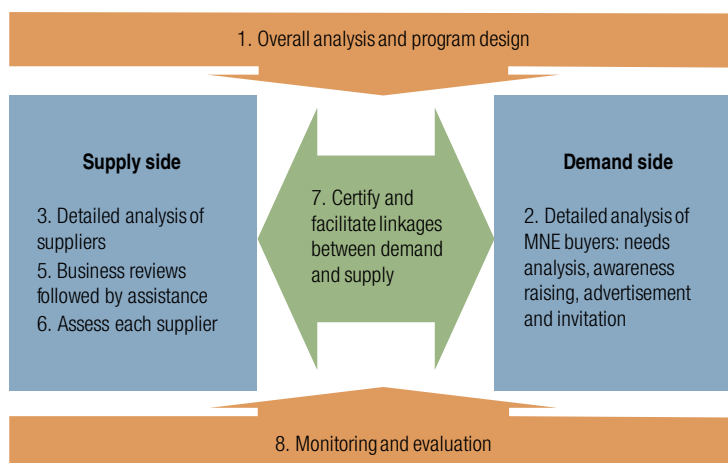 1. Overall analysis and program design
Supply side
3. Detailed analysis of
suppliers
5. Business reviews
followed by assistance
6. Assess each supplier
7. Certify and
facilitate linkages
between demand
and supply
Demand side
2. Detailed analysis of
MNE buyers: needs
analysis, awareness
raising, advertisement
and invitation
8. Monitoring and evaluation